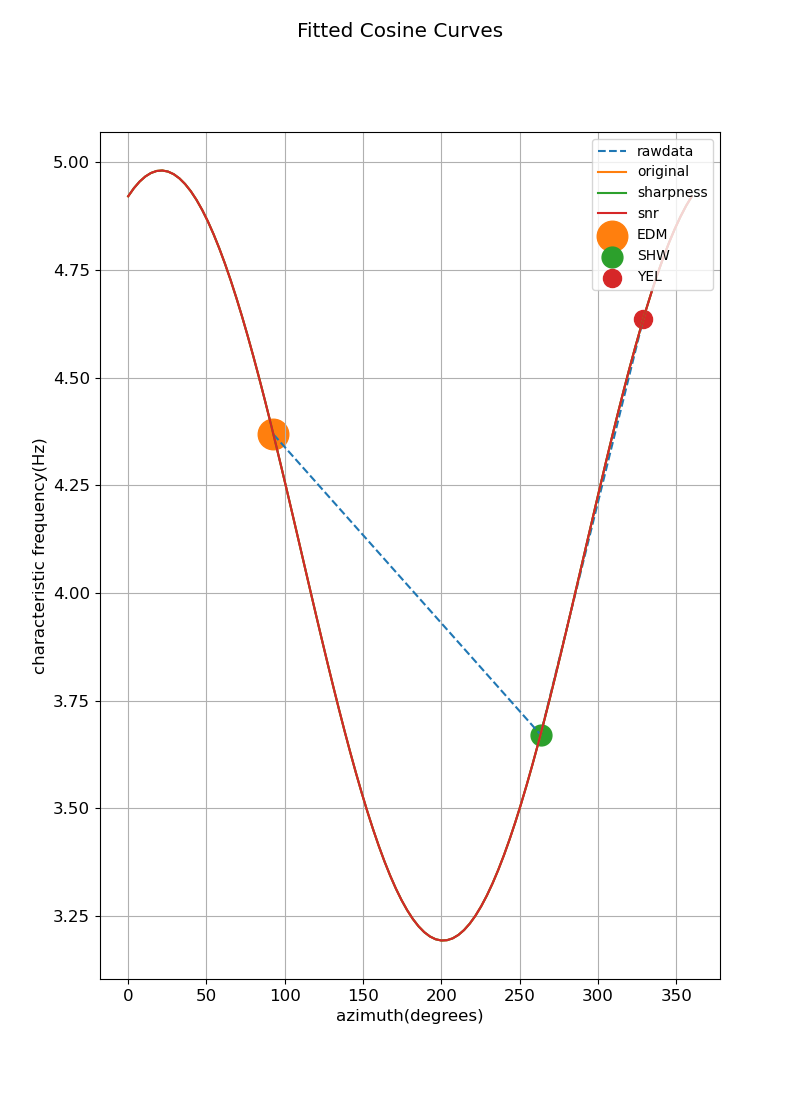 Fitted Cosine Curves
rawdata
original
sharpness
snr
EDM
SHW
YEL
5.00
4.75
4.50
4.25
4.00
3.75
3.50
3.25
characteristic frequency(Hz)
0 50 100 150 200 250 300 350
azimuth(degrees)